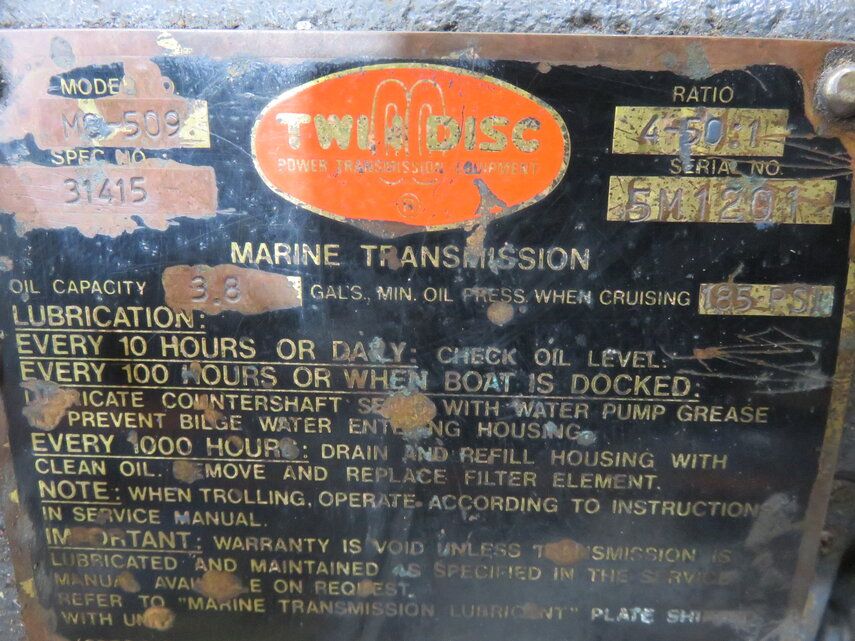 MODEL NO.
MG-509
SPEC. NO.
31415
TWIN DISC
POWER TRANSMISSION EQUIPMENT
®
RATIO
4-50:1
SERIAL NO.
5M1201
MARINE TRANSMISSION
OIL CAPACITY 3.8 GAL'S., MIN. OIL PRESS. WHEN CRUISING 185 PSI
LUBRICATION:
EVERY 10 HOURS OR DAILY: CHECK OIL LEVEL.
EVERY 100 HOURS OR WHEN BOAT IS DOCKED:
LUBRICATE COUNTERSHAFT WITH WATER PUMP GREASE
PREVENT BILGE WATER ENTERING HOUSING.
EVERY 1000 HOURS: DRAIN AND REFILL HOUSING WITH
CLEAN OIL. REMOVE AND REPLACE FILTER ELEMENT.
NOTE: WHEN TROLLING, OPERATE ACCORDING TO INSTRUCTION
IN SERVICE MANUAL.
IMPORTANT: WARRANTY IS VOID UNLESS TRANSMISSION IS
LUBRICATED AND MAINTAINED AS SPECIFIED IN THE SERVICE
MANUAL AVAILABLE ON REQUEST.
REFER TO "MARINE TRANSMISSION LUBRICENT" PLATE
WITH UNIT